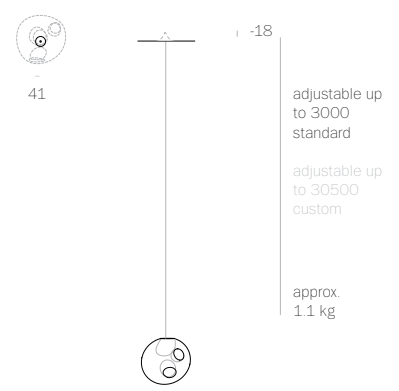 -18
41
adjustable up
to 3000
standard
adjustable up
to 30500
custom
approx.
1.1 kg